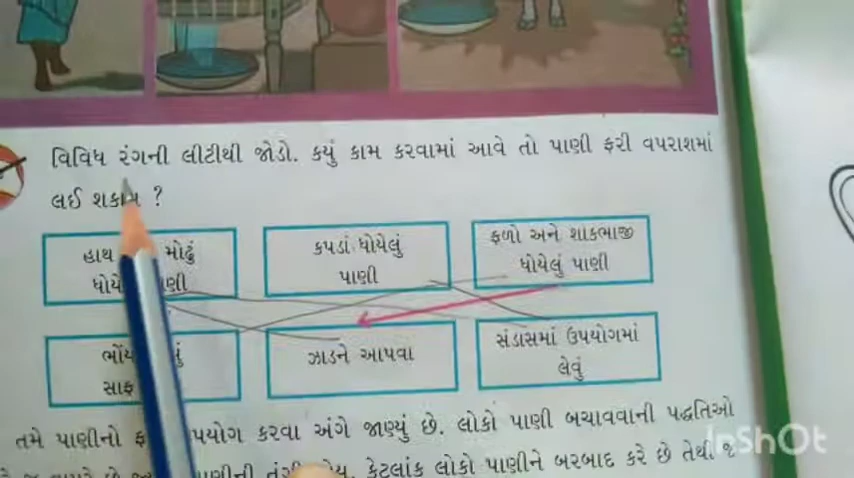 વિવિધ રંગની લીટીથી જોડો. કયું કામ કરવામાં આવે તો પાણી ફરી વપરાશમાં
લઈ શકાય ?
હાથ મોઢું
કપડાં ધોયેલું
પાણી
ફળો અને શાકભાજી
ધોયેલું પાણી
ઝાડને આપવા
સંડાસમાં ઉપયોગમાં
લેવું
તમે પાણીનો ઉપયોગ કરવા અંગે જાણ્યું છે. લોકો પાણી બચાવવાની પદ્ધતિઓ
કેટલાંક લોકો પાણીને બરબાદ કરે છે તેથી જ
InShOt